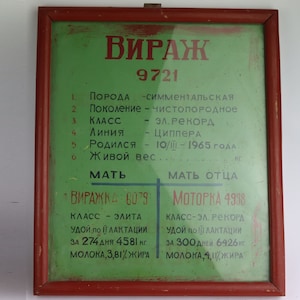 ВИРАЖ
9721
1. Порода - симментальская
2. Поколение - чистопородное
3. Класс - эл. рекорд
4. Линия - Циппера
5. Родился - 10/III - 1965 года
6. Живой вес
МАТЬ
МАТЬ ОТЦА
ВИРАЖКА 6079
МОТОРКА 4998
КЛАСС - ЭЛИТА
КЛАСС - ЭЛ. РЕКОРД
УДОЙ ПО ЛАКТАЦИИ
УДОЙ ПО ЛАКТАЦИИ
ЗА 274 ДНЯ 4581 КГ
ЗА 300 ДНЕЙ 6426 КГ
МОЛОКА, 3,81% ЖИРА
МОЛОКА, 4,1% ЖИРА